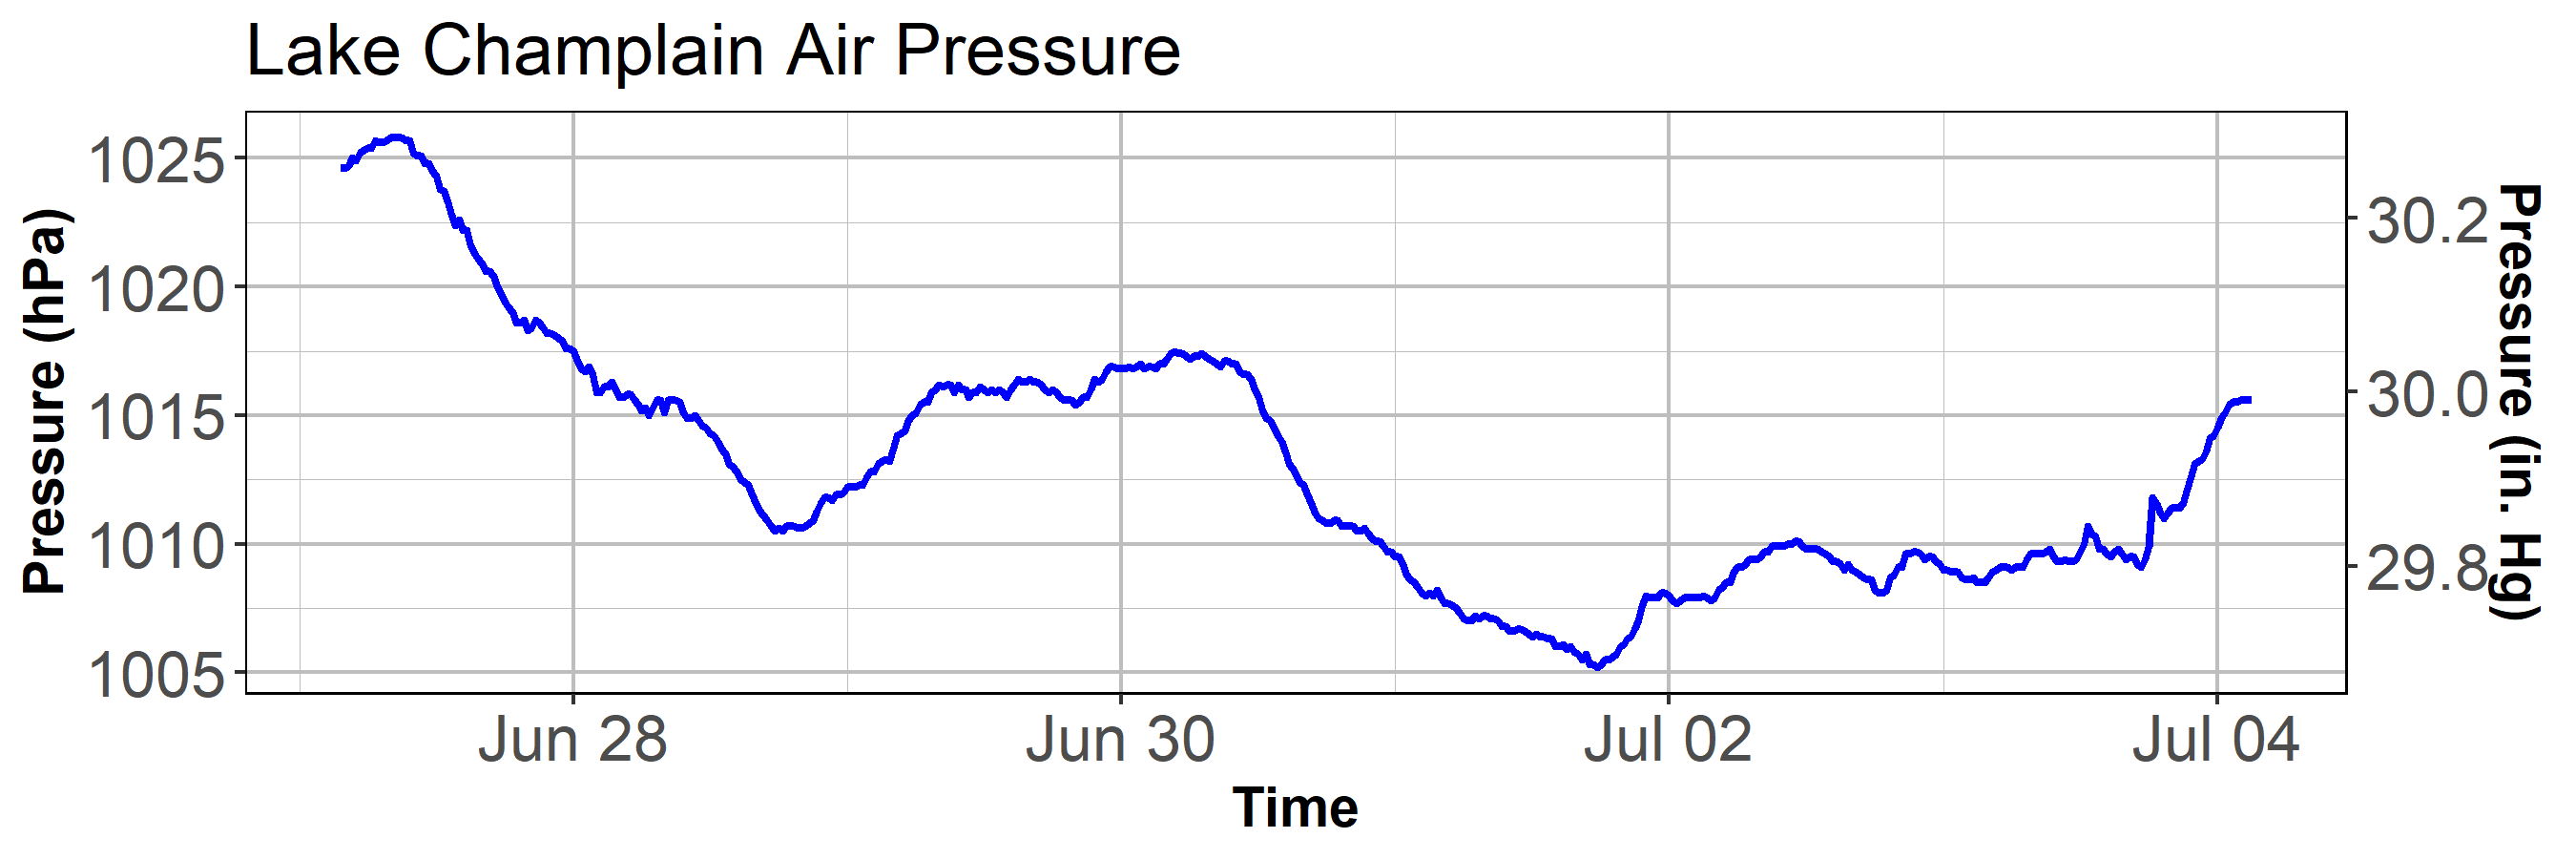 Lake Champlain Air Pressure
Pressure (hPa)
1025
1020
1015
1010
1005
30.2
30.0
29.8
Pressure (in. Hg)
Jun 28
Jun 30
Jul 02
Jul 04
Time